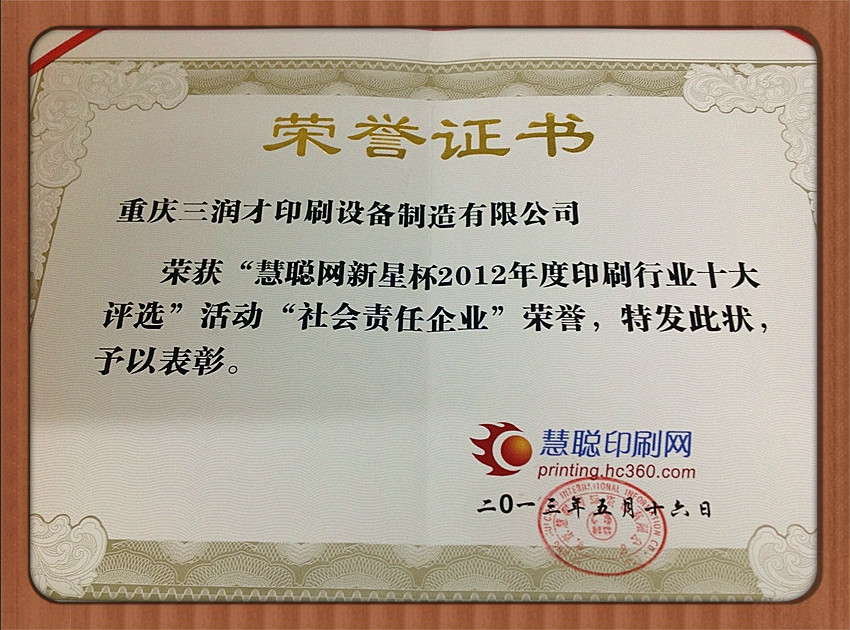 荣誉证书
重庆三润才印刷设备制造有限公司
荣获“慧聪网新星杯2012年度印刷行业十大
评选”活动“社会责任企业”荣誉，特发此状，
予以表彰。
慧聪印刷网
printing.hc360.com
二0一三年五月十六日
INTERNATIONAL INFORMATION CO